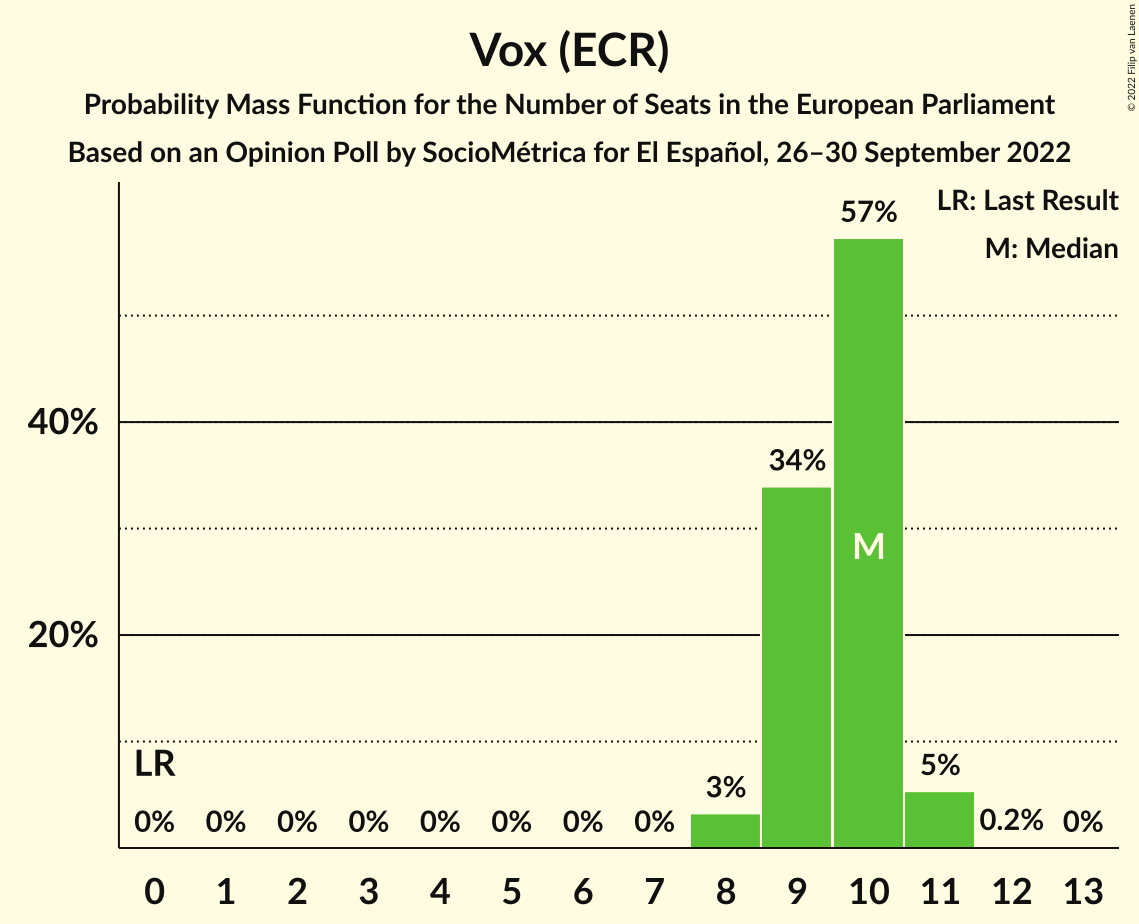 Vox (ECR)
Probability Mass Function for the Number of Seats in the European Parliament
Based on an Opinion Poll by SocioMétrica for El Español, 26–30 September 2022
© 2022 Filip van Laenen
LR: Last Result
M: Median
57%
40%
34%
M
20%
LR
5%
3%
0% 0% 0% 0% 0% 0% 0% 0% 0.2% 0%
0 1 2 3 4 5 6 7 8 9 10 11 12 13